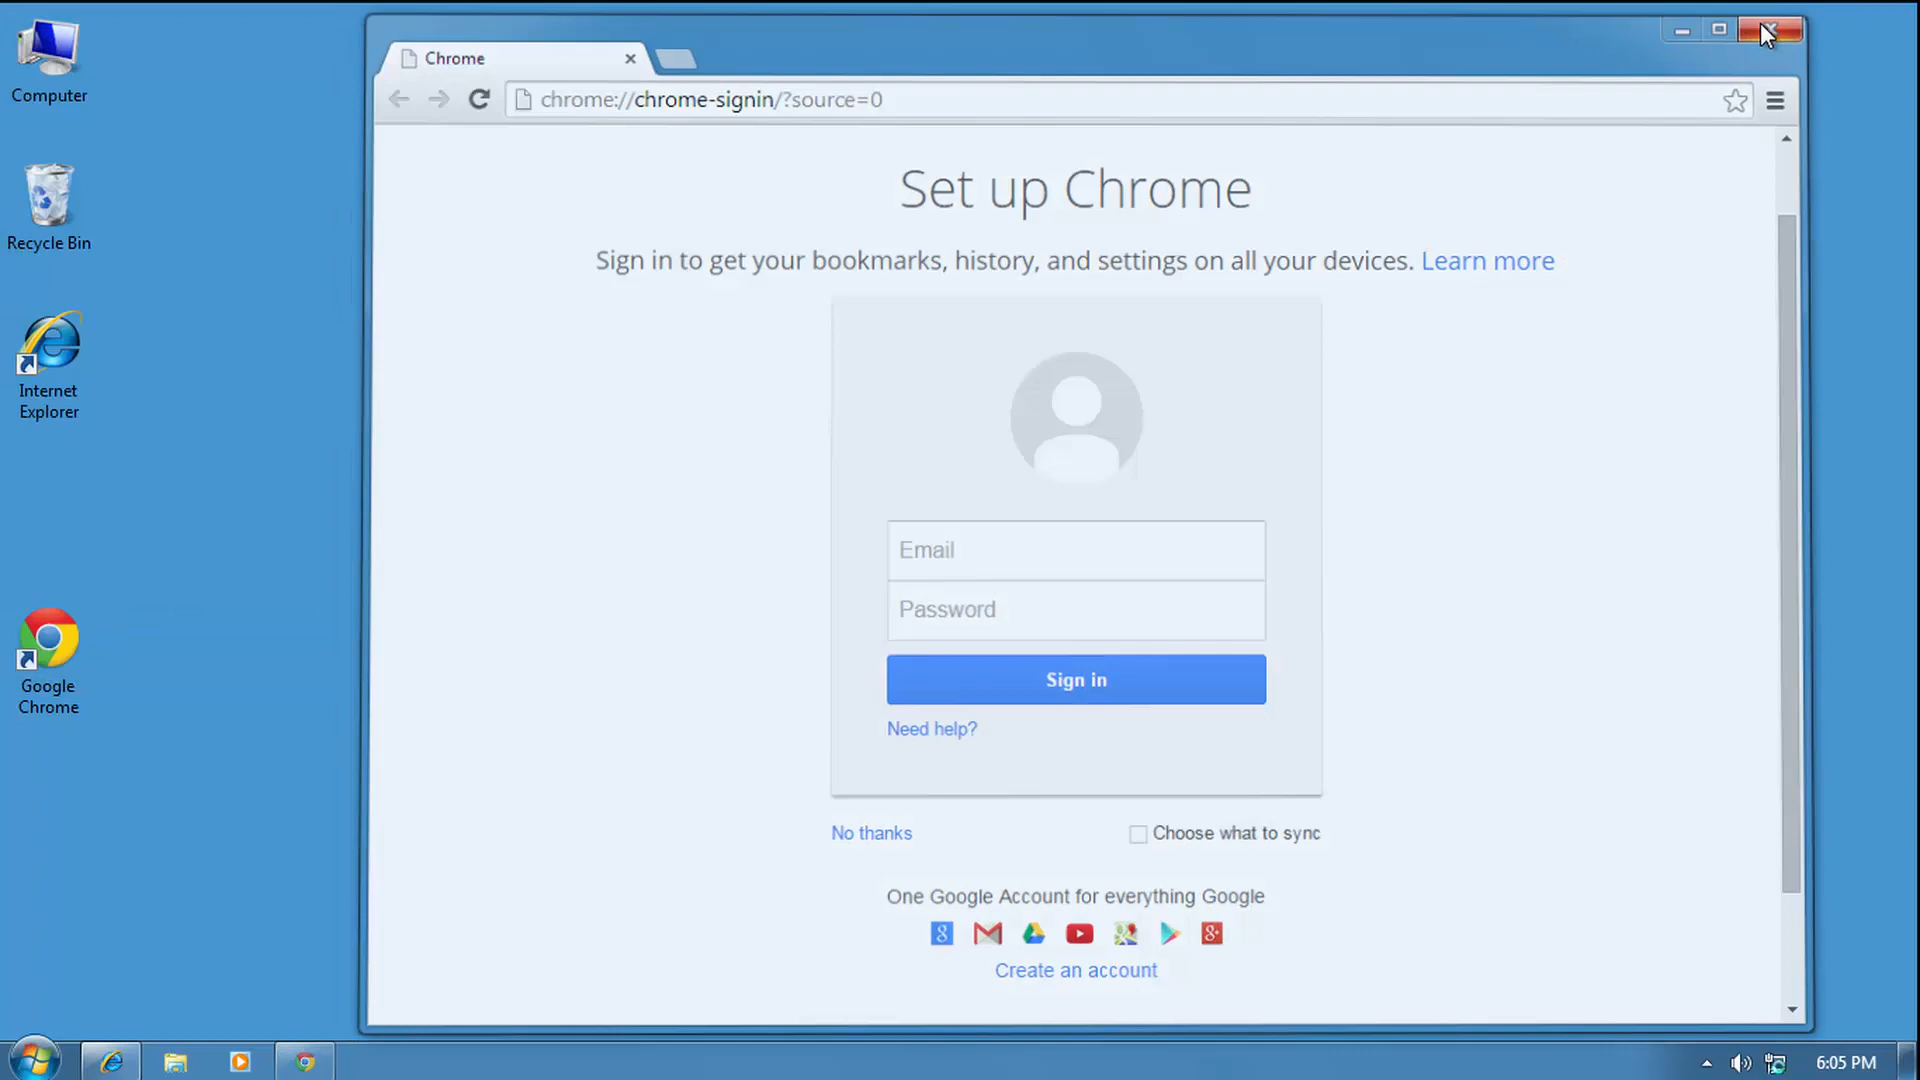 Computer
Recycle Bin
Internet
Explorer
Google
Chrome
Chrome
chrome://chrome-signin/?source=0
Set up Chrome
Sign in to get your bookmarks, history, and settings on all your devices. Learn more
Email
Password
Sign in
Need help?
No thanks
Choose what to sync
One Google Account for everything Google
Create an account
6:05 PM